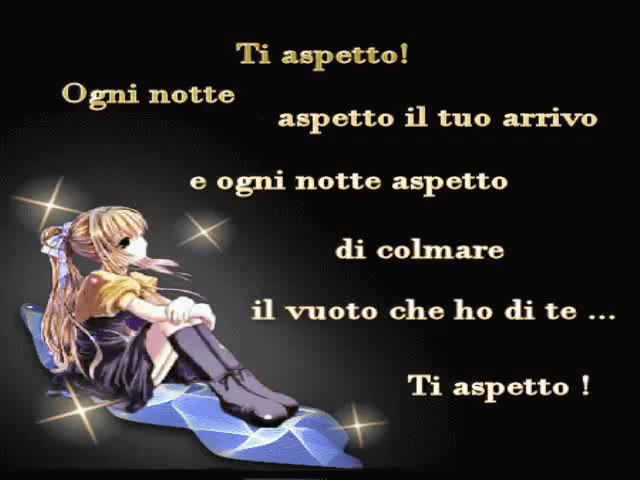 Ti aspetto!
Ogni notte
aspetto il tuo arrivo
e ogni notte aspetto
di colmare
il vuoto che ho di te ...
Ti aspetto !